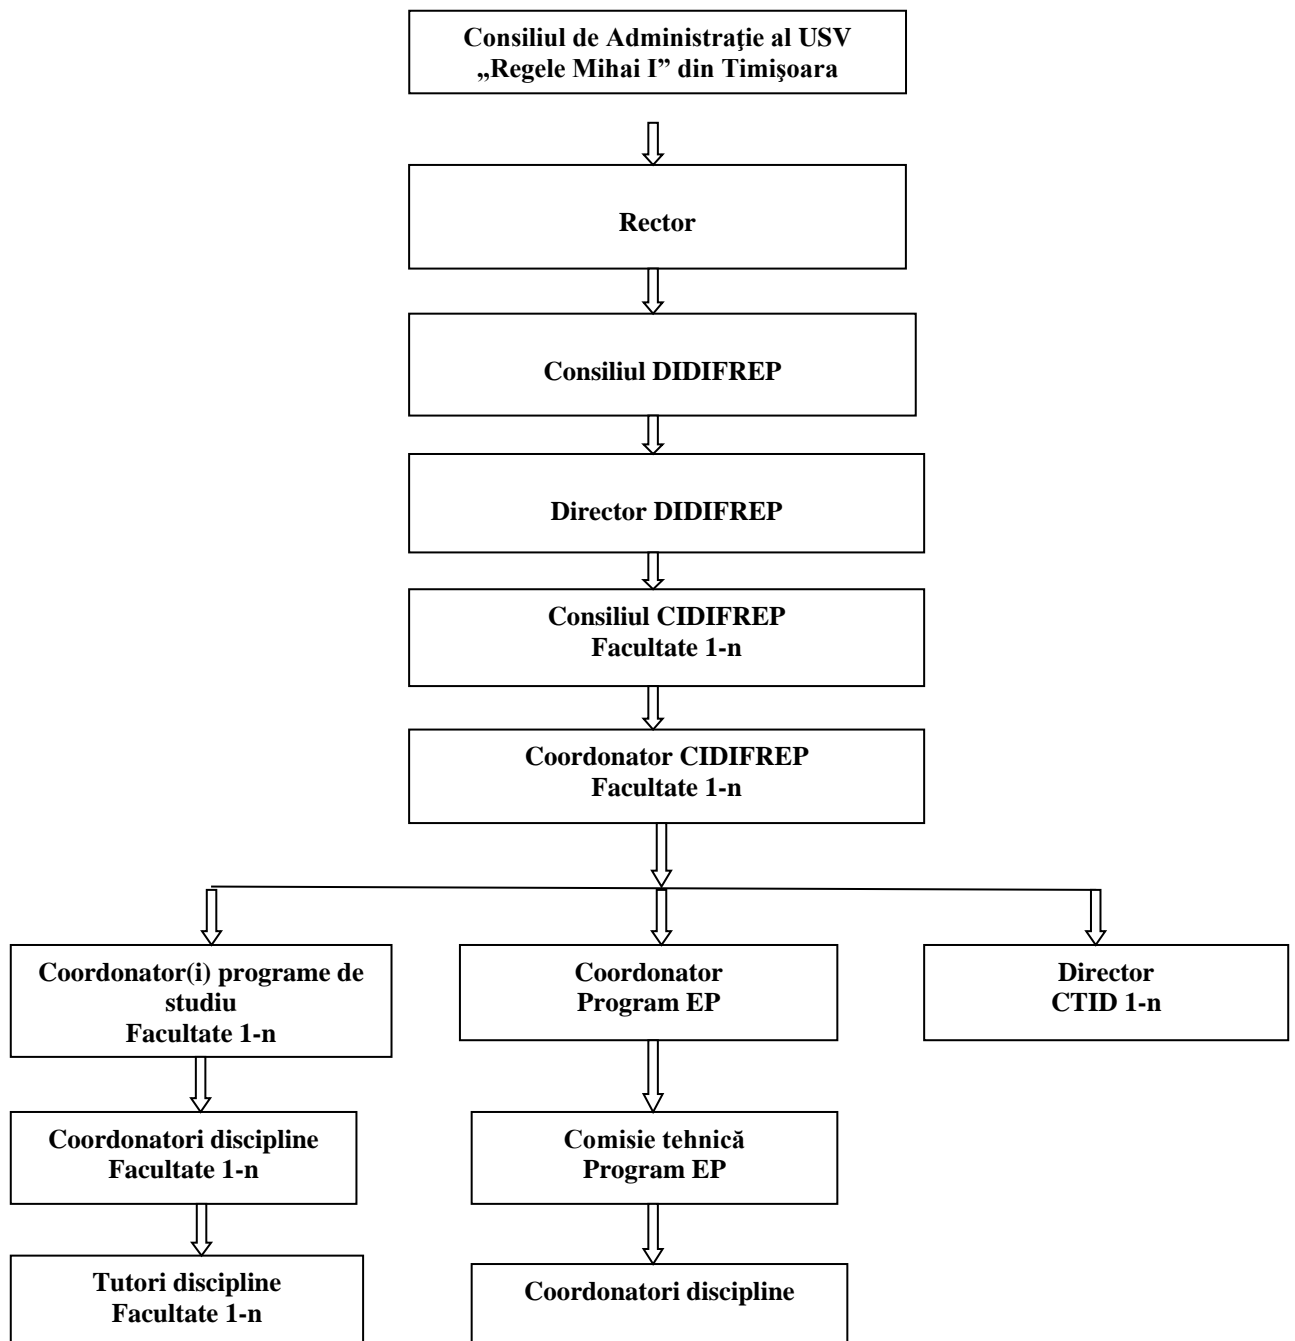 Consiliul de Administraţie al USV
„Regele Mihai I” din Timişoara
Rector
Consiliul DIDIFREP
Director DIDIFREP
Consiliul CIDIFREP
Facultate 1-n
Coordonator CIDIFREP
Facultate 1-n
Coordonator(i) programe de
studiu
Facultate 1-n
Coordonator
Program EP
Director
CTID 1-n
Coordonatori discipline
Facultate 1-n
Comisie tehnică
Program EP
Tutori discipline
Facultate 1-n
Coordonatori discipline